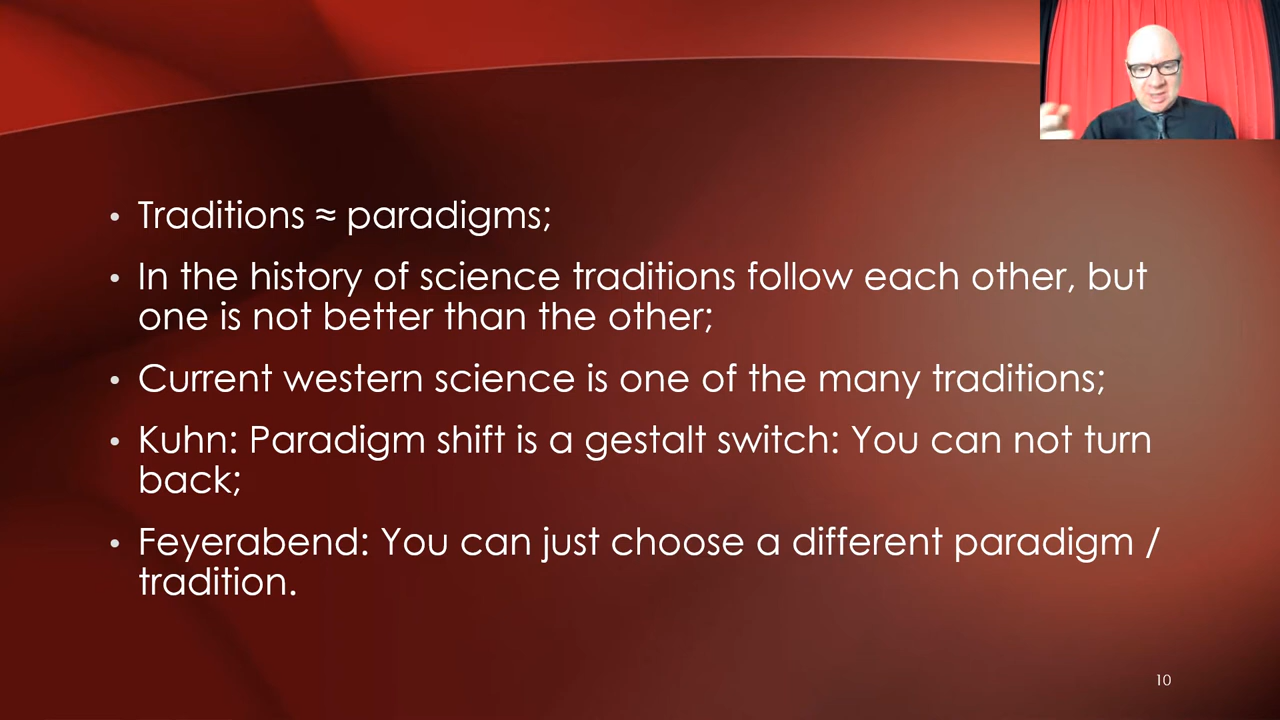 • Traditions ≈ paradigms;
• In the history of science traditions follow each other, but
one is not better than the other;
• Current western science is one of the many traditions;
• Kuhn: Paradigm shift is a gestalt switch: You can not turn
back;
• Feyerabend: You can just choose a different paradigm /
tradition.
10